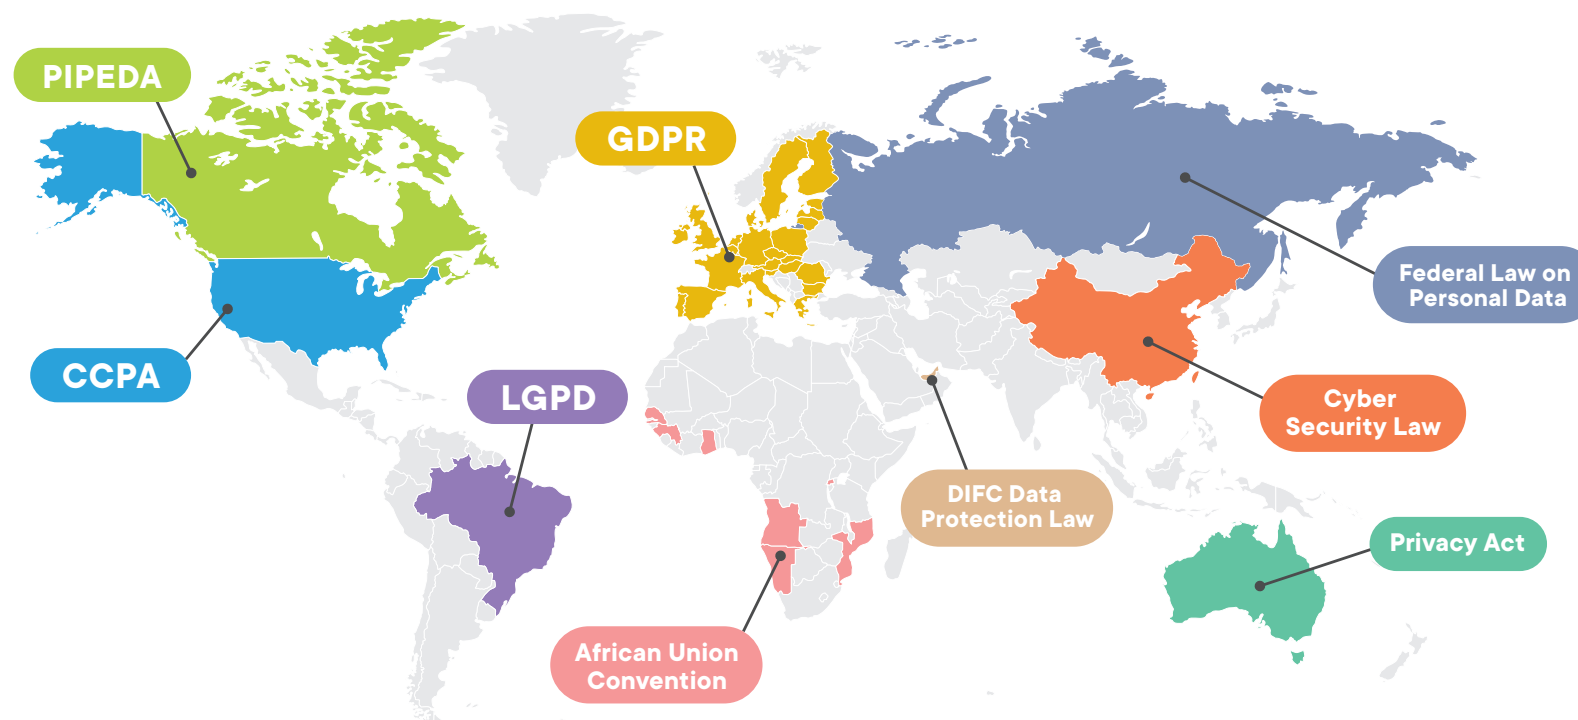 PIPEDA
GDPR
Federal Law on
Personal Data
CCPA
LGPD
Cyber
Security Law
DIFC Data
Protection Law
Privacy Act
African Union
Convention